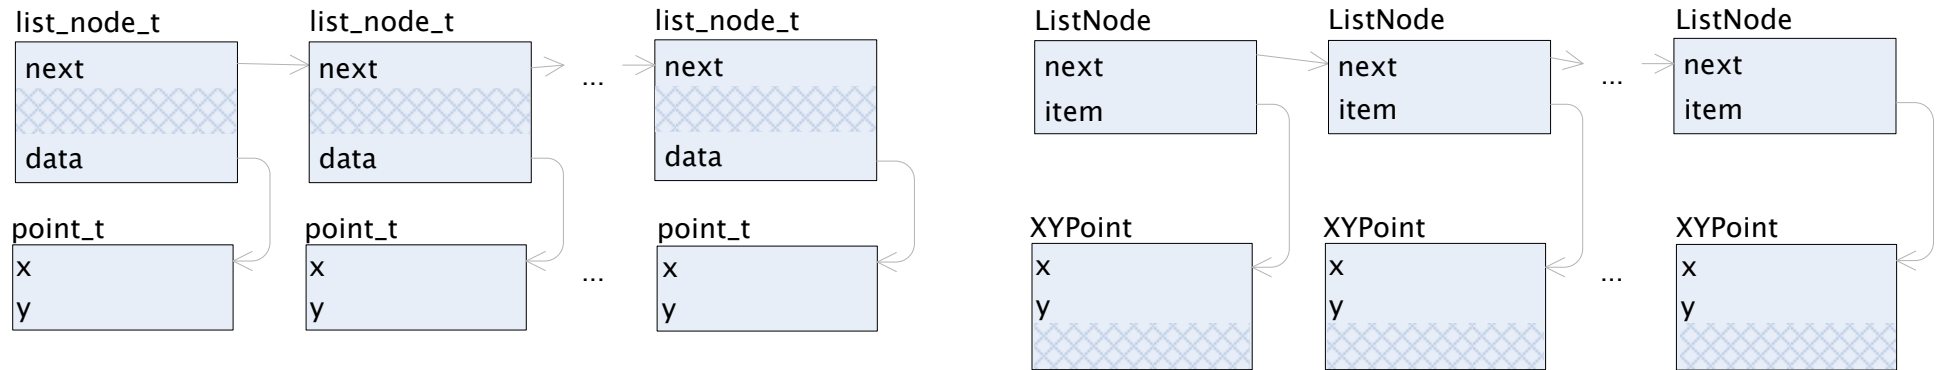 list_node_t
next
data
list_node_t
next
data
...
list_node_t
next
data
point_t
x
y
point_t
x
y
...
point_t
x
y
ListNode
next
item
ListNode
next
item
...
ListNode
next
item
XYPoint
x
y
XYPoint
x
y
...
XYPoint
x
y